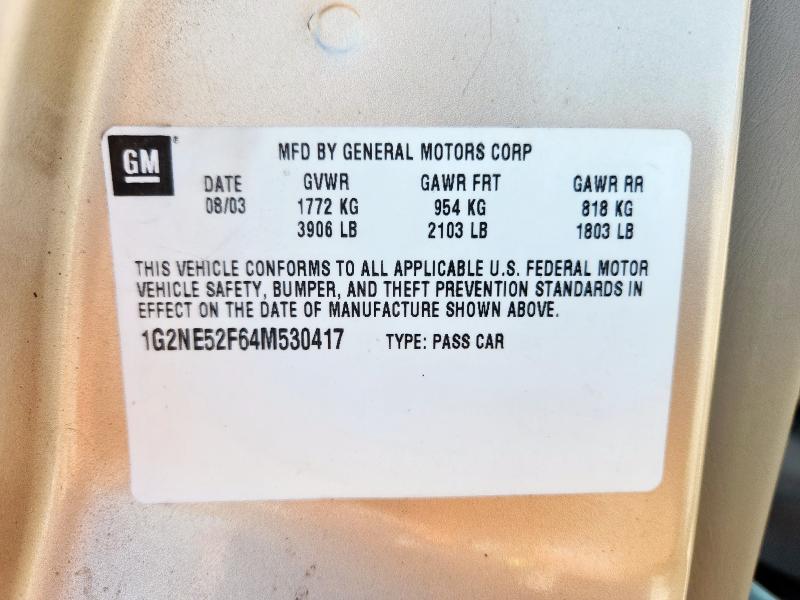 GM
MFD BY GENERAL MOTORS CORP
DATE GVWR GAWR FRT GAWR RR
08/03 1772 KG 954 KG 818 KG
3906 LB 2103 LB 1803 LB
THIS VEHICLE CONFORMS TO ALL APPLICABLE U.S. FEDERAL MOTOR
VEHICLE SAFETY, BUMPER, AND THEFT PREVENTION STANDARDS IN
EFFECT ON THE DATE OF MANUFACTURE SHOWN ABOVE.
1G2NE52F64M530417 TYPE: PASS CAR